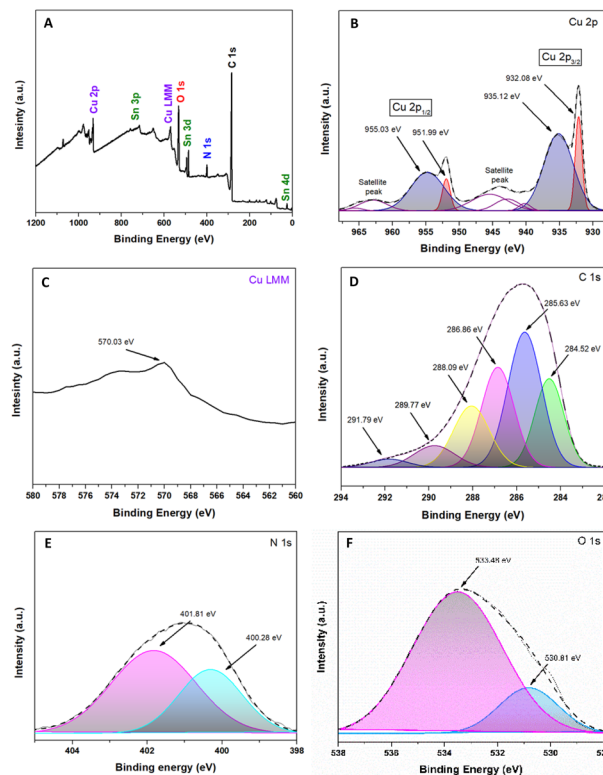 A
Intesinty (a.u.)
Cu 2p
Sn 3p
Cu LMM
O 1s
Sn 3d
N 1s
C 1s
Sn 4d
1200 1000 800 600 400 200 0
Binding Energy (eV)
B
Cu 2p
Intensity (a.u.)
Cu 2p3/2
932.08 eV
935.12 eV
Cu 2p1/2
955.03 eV
951.99 eV
Satellite
peak
Satellite
peak
965 960 955 950 945 940 935 930
Binding Energy (eV)
C
Cu LMM
Intesinty (a.u.)
570.03 eV
580 578 576 574 572 570 568 566 564 562 560
Binding Energy (eV)
D
C 1s
Intensity (a.u.)
285.63 eV
286.86 eV
284.52 eV
288.09 eV
289.77 eV
291.79 eV
294 292 290 288 286 284
Binding Energy (eV)
E
N 1s
Intensity (a.u.)
401.81 eV
400.28 eV
404 402 400 398
Binding energy (eV)
F
O 1s
Intensity (a.u.)
533.48 eV
530.81 eV
538 536 534 532 530
Binding Energy (eV)